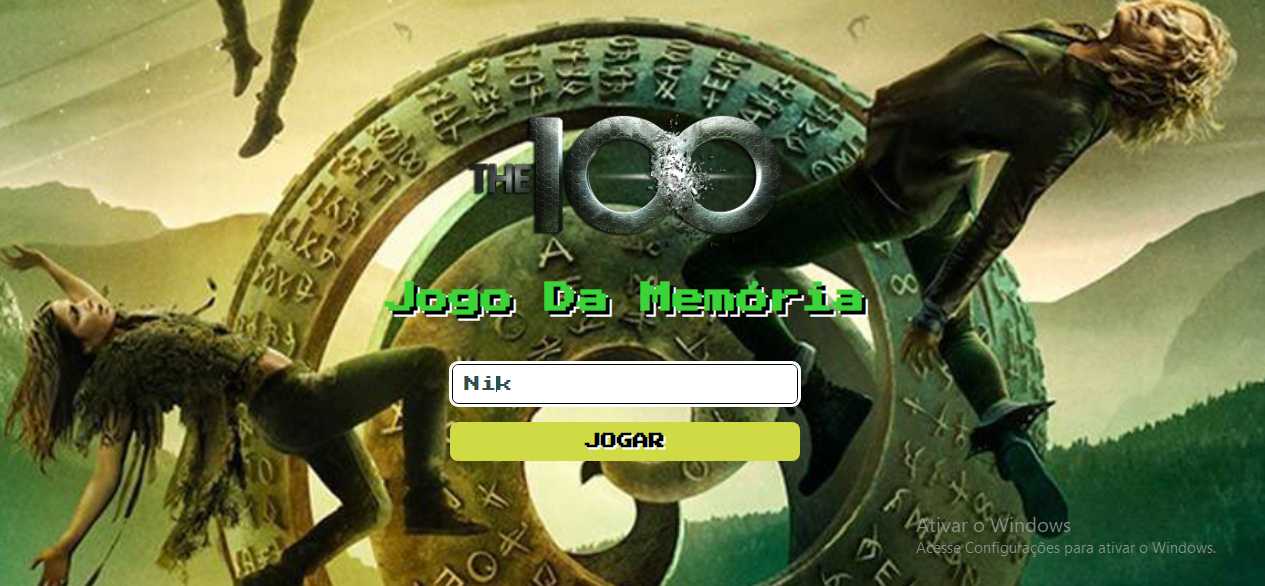 THE 100
Jogo Da Memória
Nik
JOGAR
Ativar o Windows
Acesse Configurações para ativar o Windows.